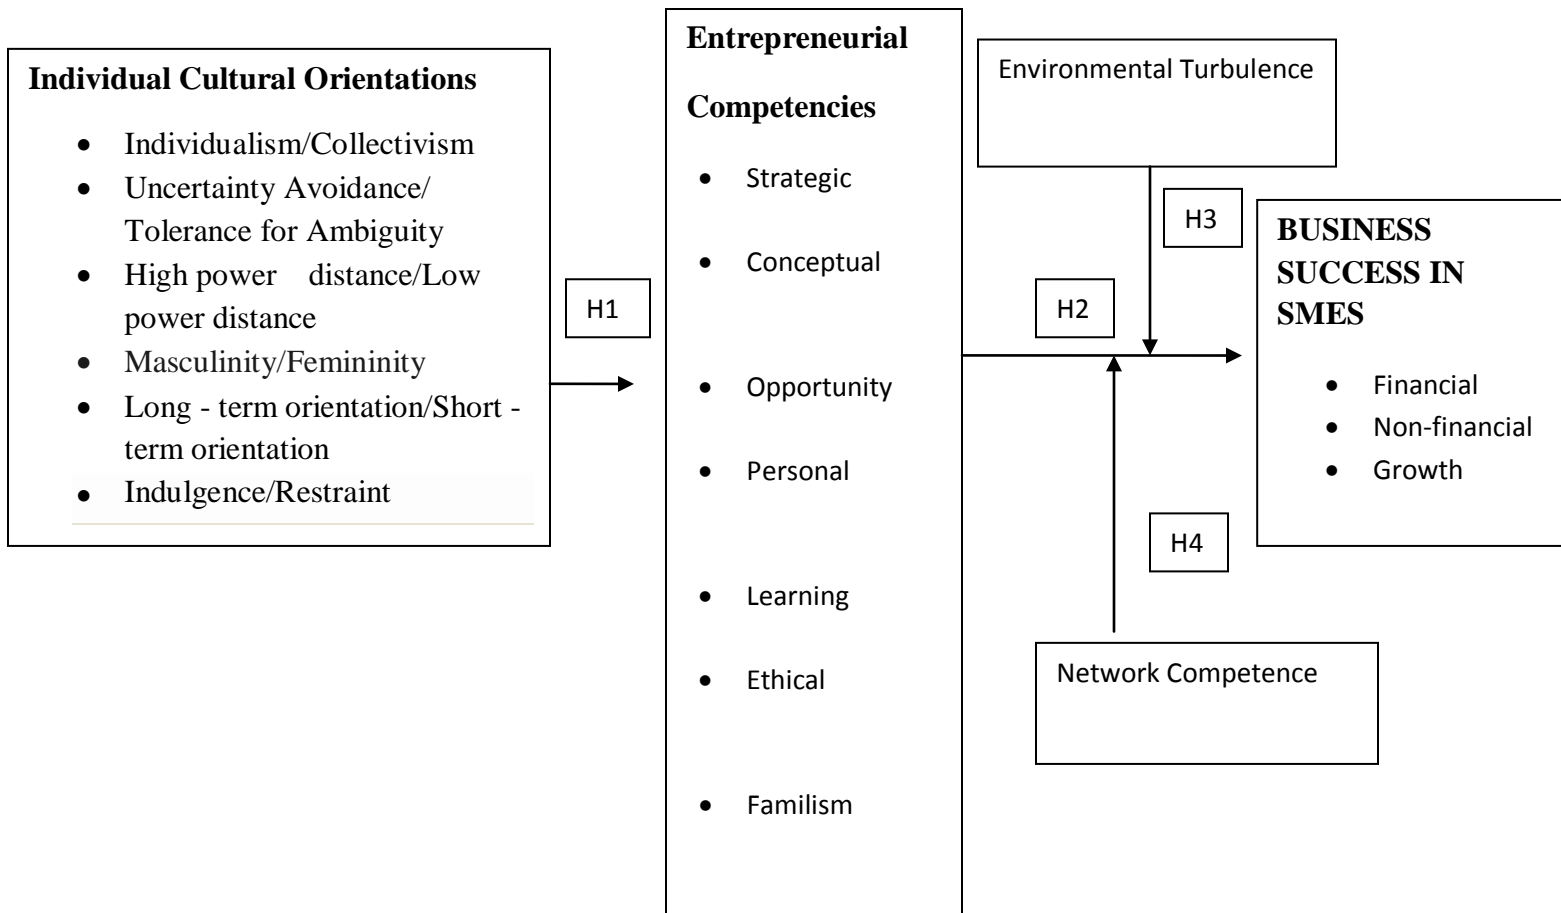 Individual Cultural Orientations
• Individualism/Collectivism
• Uncertainty Avoidance/
Tolerance for Ambiguity
• High power distance/Low
power distance
• Masculinity/Femininity
• Long - term orientation/Short -
term orientation
• Indulgence/Restraint
H1
Entrepreneurial
Competencies
• Strategic
• Conceptual
• Opportunity
• Personal
• Learning
• Ethical
• Familism
Environmental Turbulence
H3
H2
H4
Network Competence
BUSINESS
SUCCESS IN
SMES
• Financial
• Non-financial
• Growth